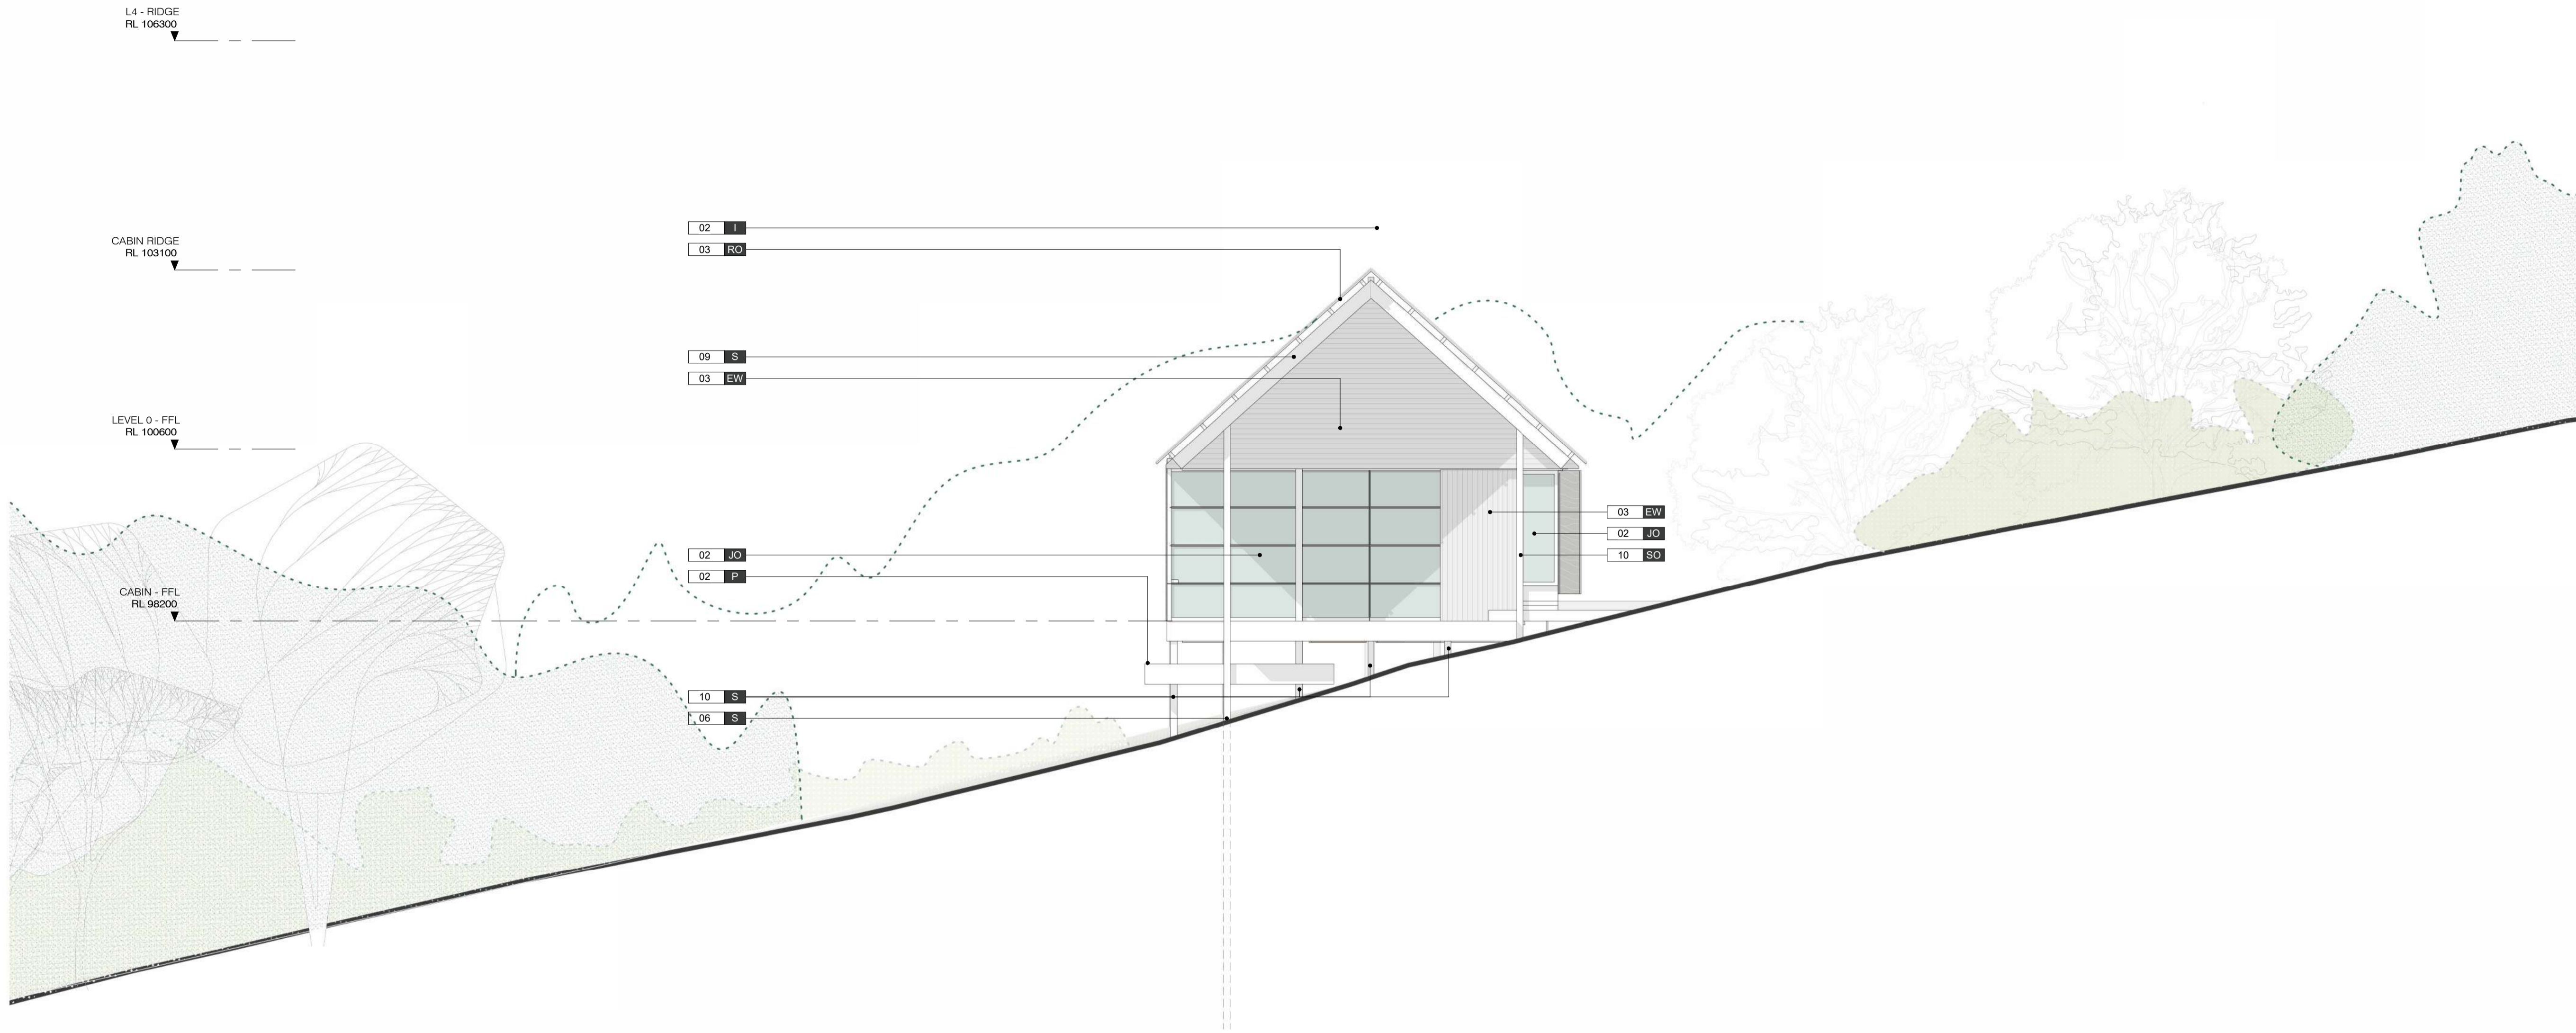 L4 - RIDGE
RL 106300
02 I
CABIN RIDGE
RL 103100
03 RO
09 S
03 EW
LEVEL 0 - FFL
RL 100600
03 EW
02 JO
10 SO
02 JO
02 P
CABIN - FFL
RL 98200
10 S
06 S